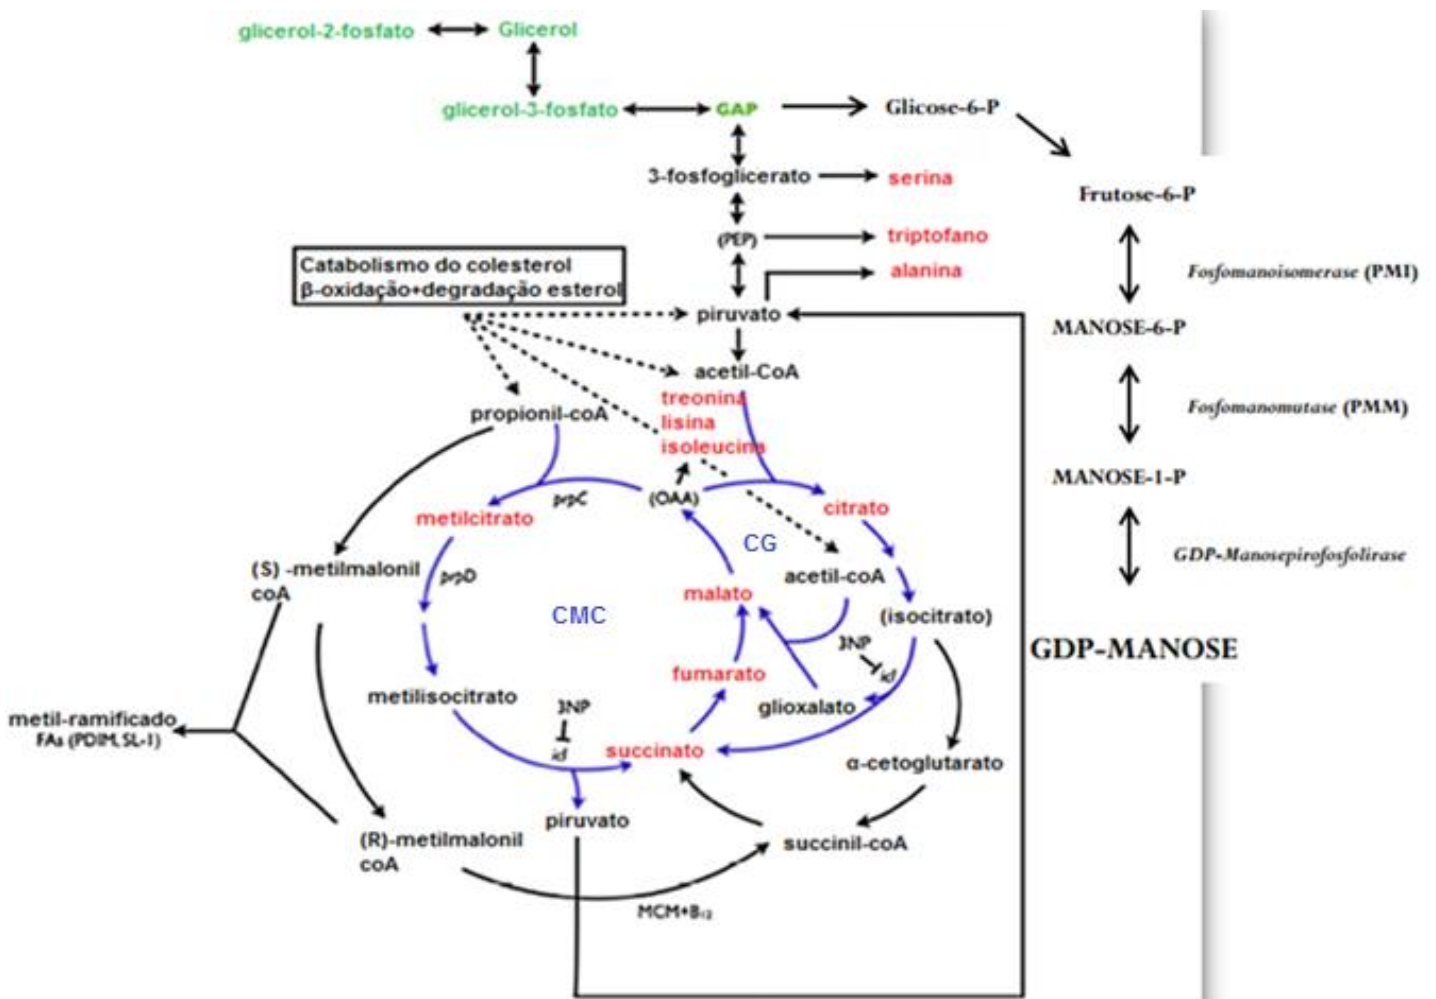 glicerol-2-fosfato
Glicerol
glicerol-3-fosfato
GAP
Glicose-6-P
3-fosfoglicerato
serina
Frutose-6-P
(PEP)
triptofano
alanina
Catabolismo do colesterol
β-oxidação+degradação esterol
Fosfomanoisomerase (PMI)
piruvato
MANOSE-6-P
acetil-CoA
treonina
lisina
isoleucina
propionil-coA
Fosfomanomutase (PMM)
MANOSE-1-P
prpC
(OAA)
metilcitrato
citrato
CG
GDP-Manosepirofosfolirase
(S) -metilmalonil
coA
prpD
acetil-coA
malato
CMC
(isocitrato)
3NP
icl
GDP-MANOSE
fumarato
metilisocitrato
glioxalato
3NP
icl
metil-ramificado
FAs (PDIM, SL-1)
succinato
α-cetoglutarato
piruvato
(R)-metilmalonil
coA
succinil-coA
MCM+B₁₂